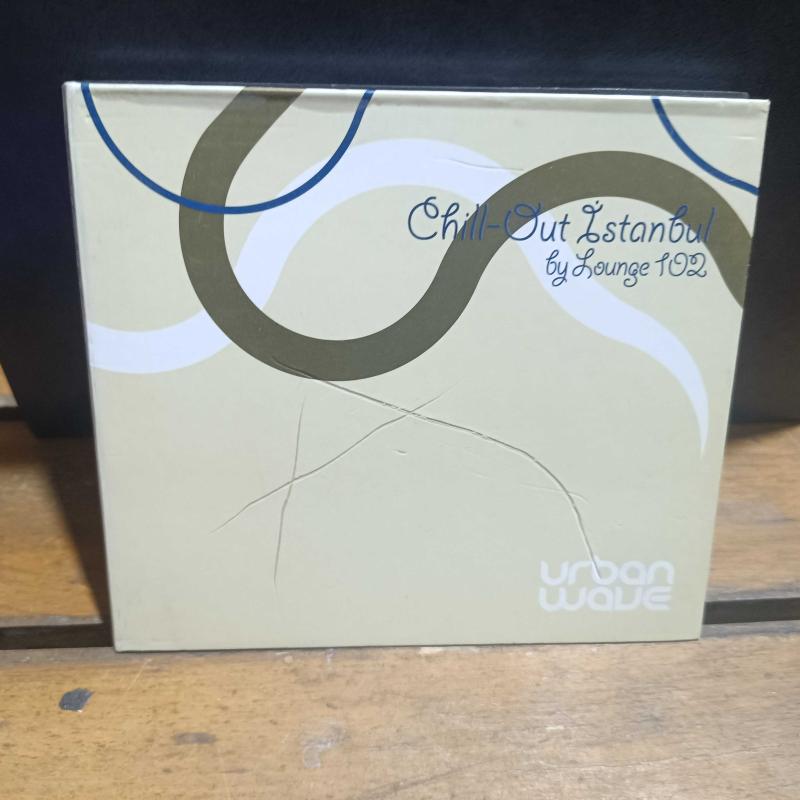 Chill-Out İstanbul
by Lounge 102
urban
wave